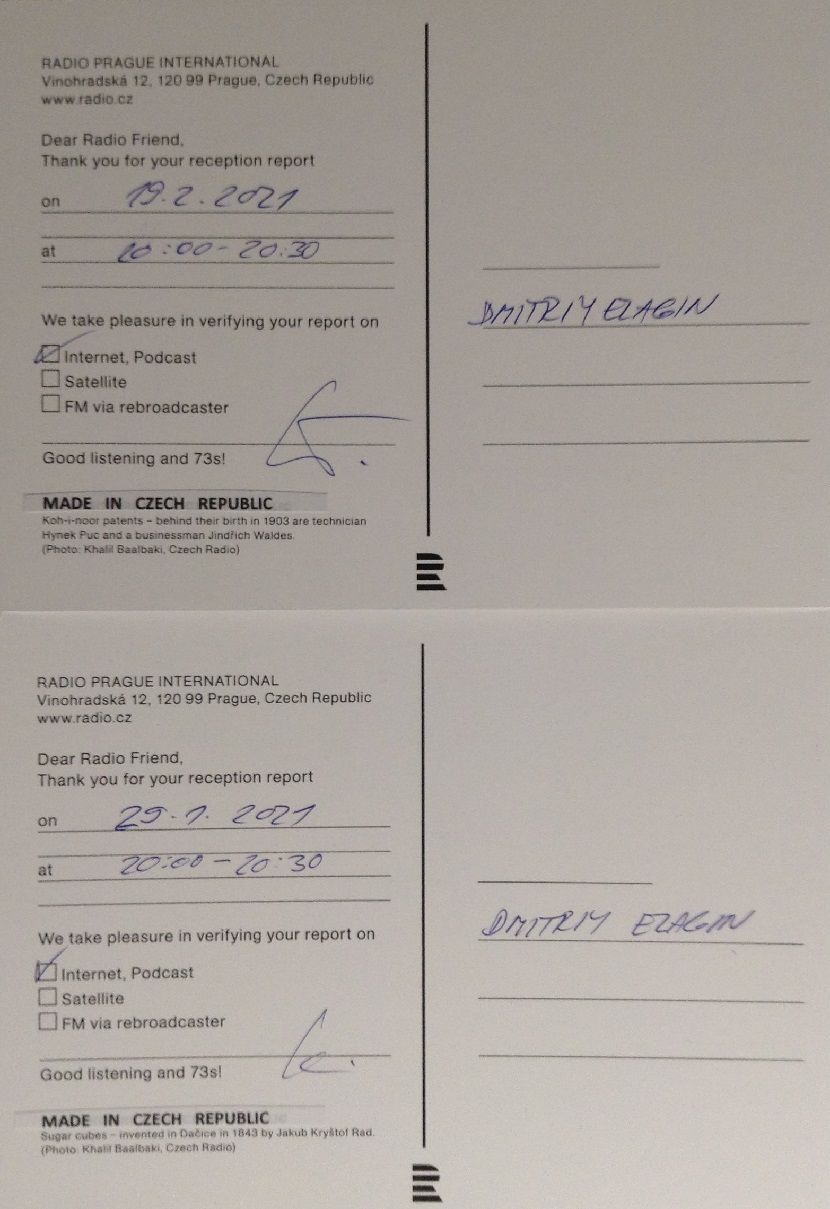 RADIO PRAGUE INTERNATIONAL
Vinohradská 12, 120 99 Prague, Czech Republic
www.radio.cz
Dear Radio Friend,
Thank you for your reception report
on 19.2.2021
at 20:00-20:30
We take pleasure in verifying your report on
Internet, Podcast
Satellite
FM via rebroadcaster
Good listening and 73s!
MADE IN CZECH REPUBLIC
Koh-i-noor patents – behind their birth in 1903 are technician
Hynek Puc and a businessman Jindřich Waldes.
(Photo: Khalil Baalbaki, Czech Radio)
DMITRIY ELAGIN
RADIO PRAGUE INTERNATIONAL
Vinohradská 12, 120 99 Prague, Czech Republic
www.radio.cz
Dear Radio Friend,
Thank you for your reception report
on 29.1.2021
at 20:00-20:30
We take pleasure in verifying your report on
Internet, Podcast
Satellite
FM via rebroadcaster
Good listening and 73s!
MADE IN CZECH REPUBLIC
Sugar cubes – invented in Dačice in 1843 by Jakub Kryštof Rad.
(Photo: Khalil Baalbaki, Czech Radio)
DMITRIY ELAGIN